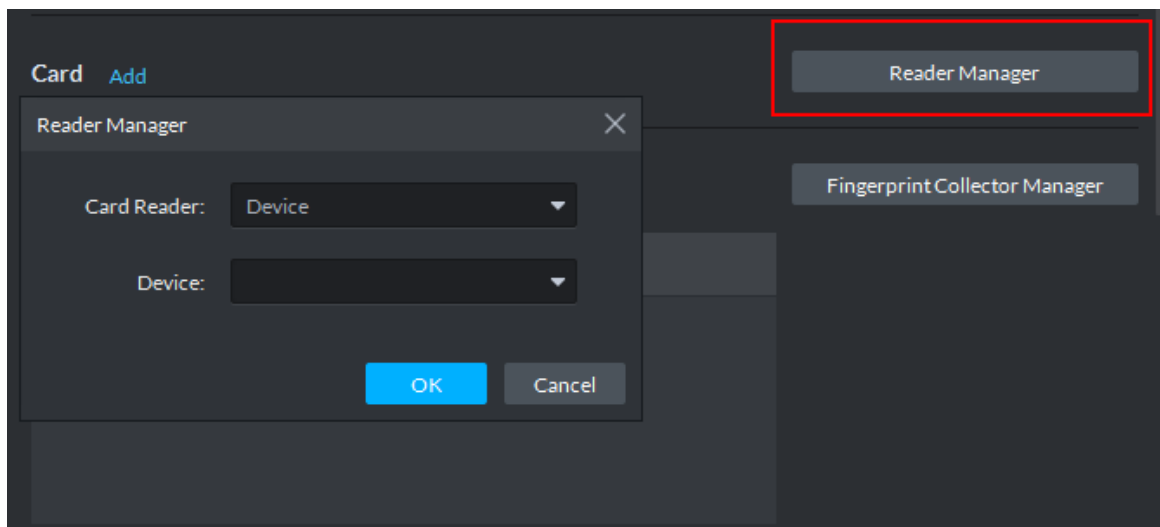 Card Add
Reader Manager
Reader Manager
Card Reader: Device
Fingerprint Collector Manager
Device:
OK Cancel